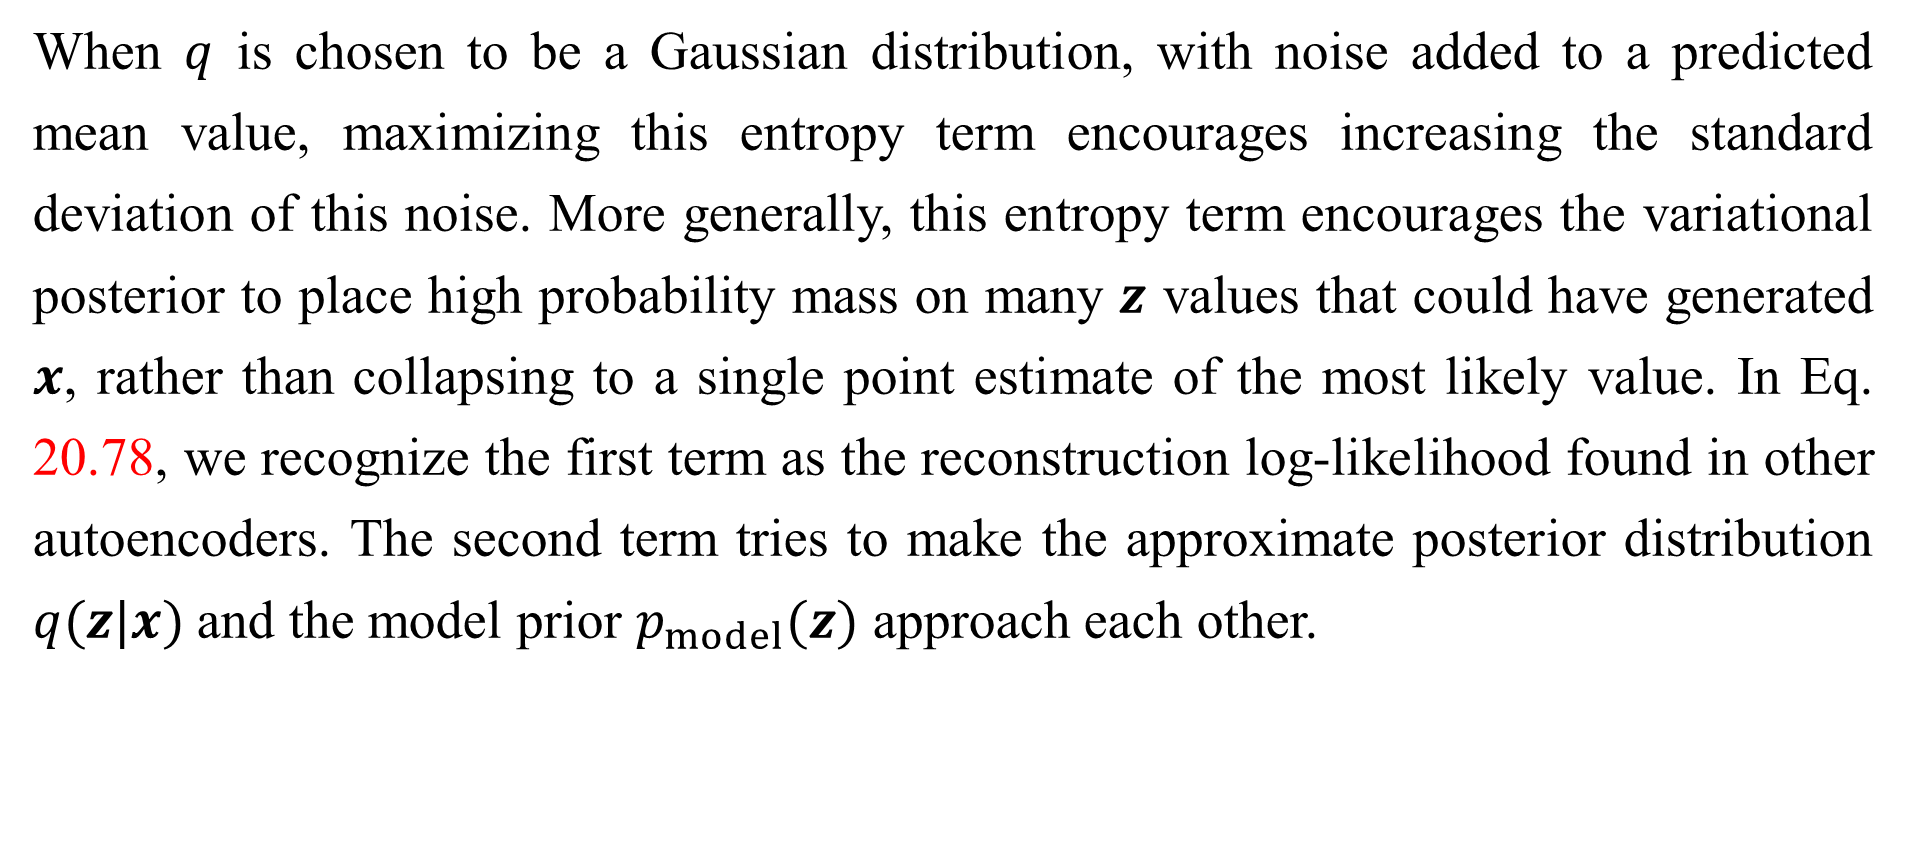 When q is chosen to be a Gaussian distribution, with noise added to a predicted
mean value, maximizing this entropy term encourages increasing the standard
deviation of this noise. More generally, this entropy term encourages the variational
posterior to place high probability mass on many z values that could have generated
x, rather than collapsing to a single point estimate of the most likely value. In Eq.
20.78, we recognize the first term as the reconstruction log-likelihood found in other
autoencoders. The second term tries to make the approximate posterior distribution
q(z|x) and the model prior p_model(z) approach each other.